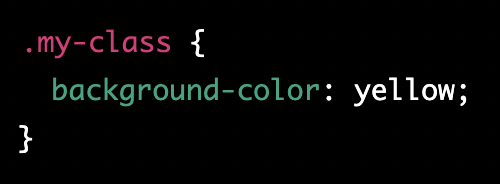 .my-class {
  background-color: yellow;
}